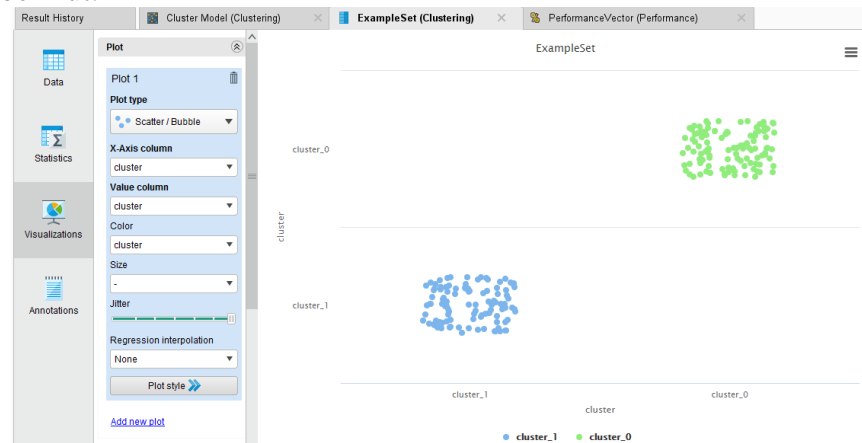 Result History
Cluster Model (Clustering)
ExampleSet (Clustering)
PerformanceVector (Performance)
Data
Statistics
Visualizations
Annotations
Plot
Plot 1
Plot type
Scatter / Bubble
X-Axis column
cluster
Value column
cluster
Color
cluster
Size
-
Jitter
Regression interpolation
None
Plot style
Add new plot
ExampleSet
cluster_0
cluster
cluster_1
cluster_1
cluster_0
cluster
cluster_1
cluster_0